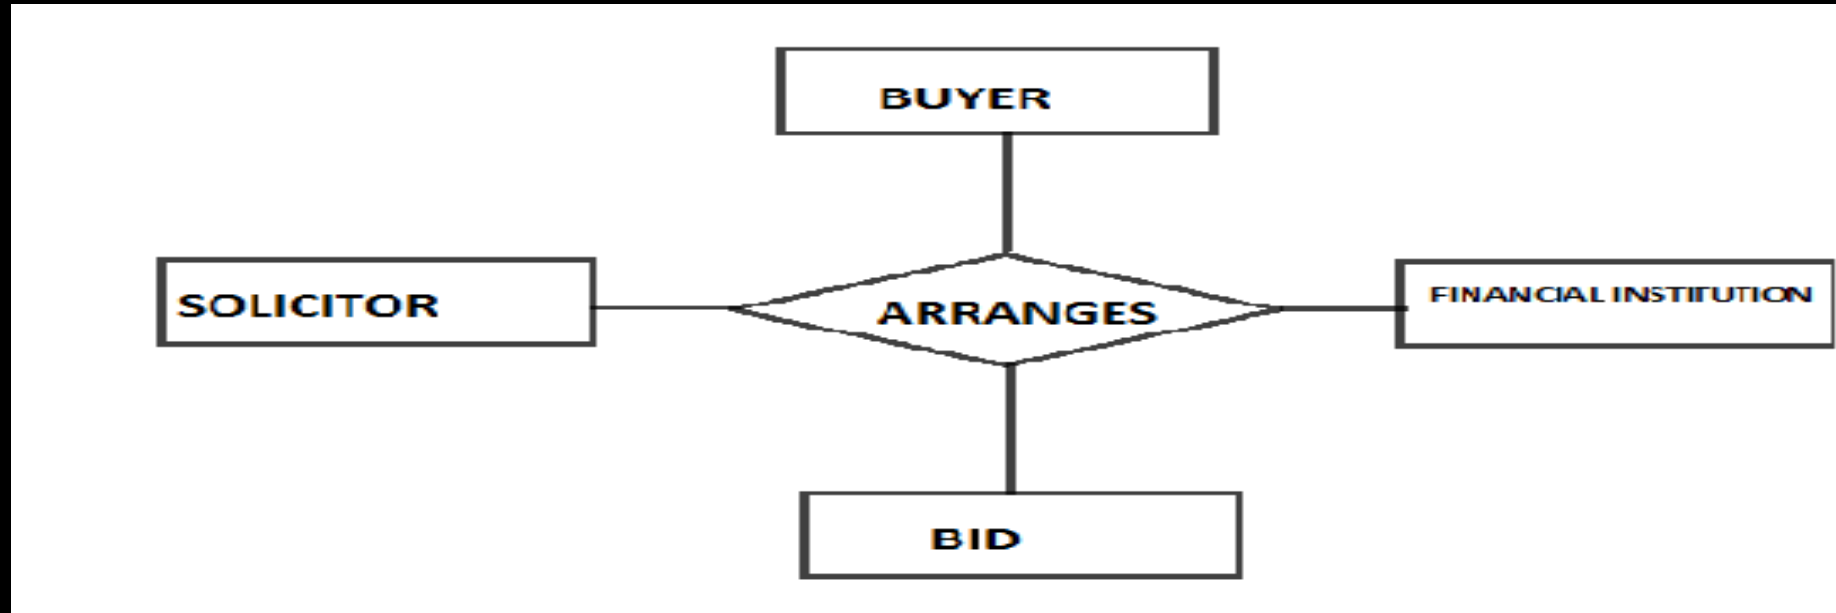 BUYER
SOLICITOR
ARRANGES
FINANCIAL INSTITUTION
BID